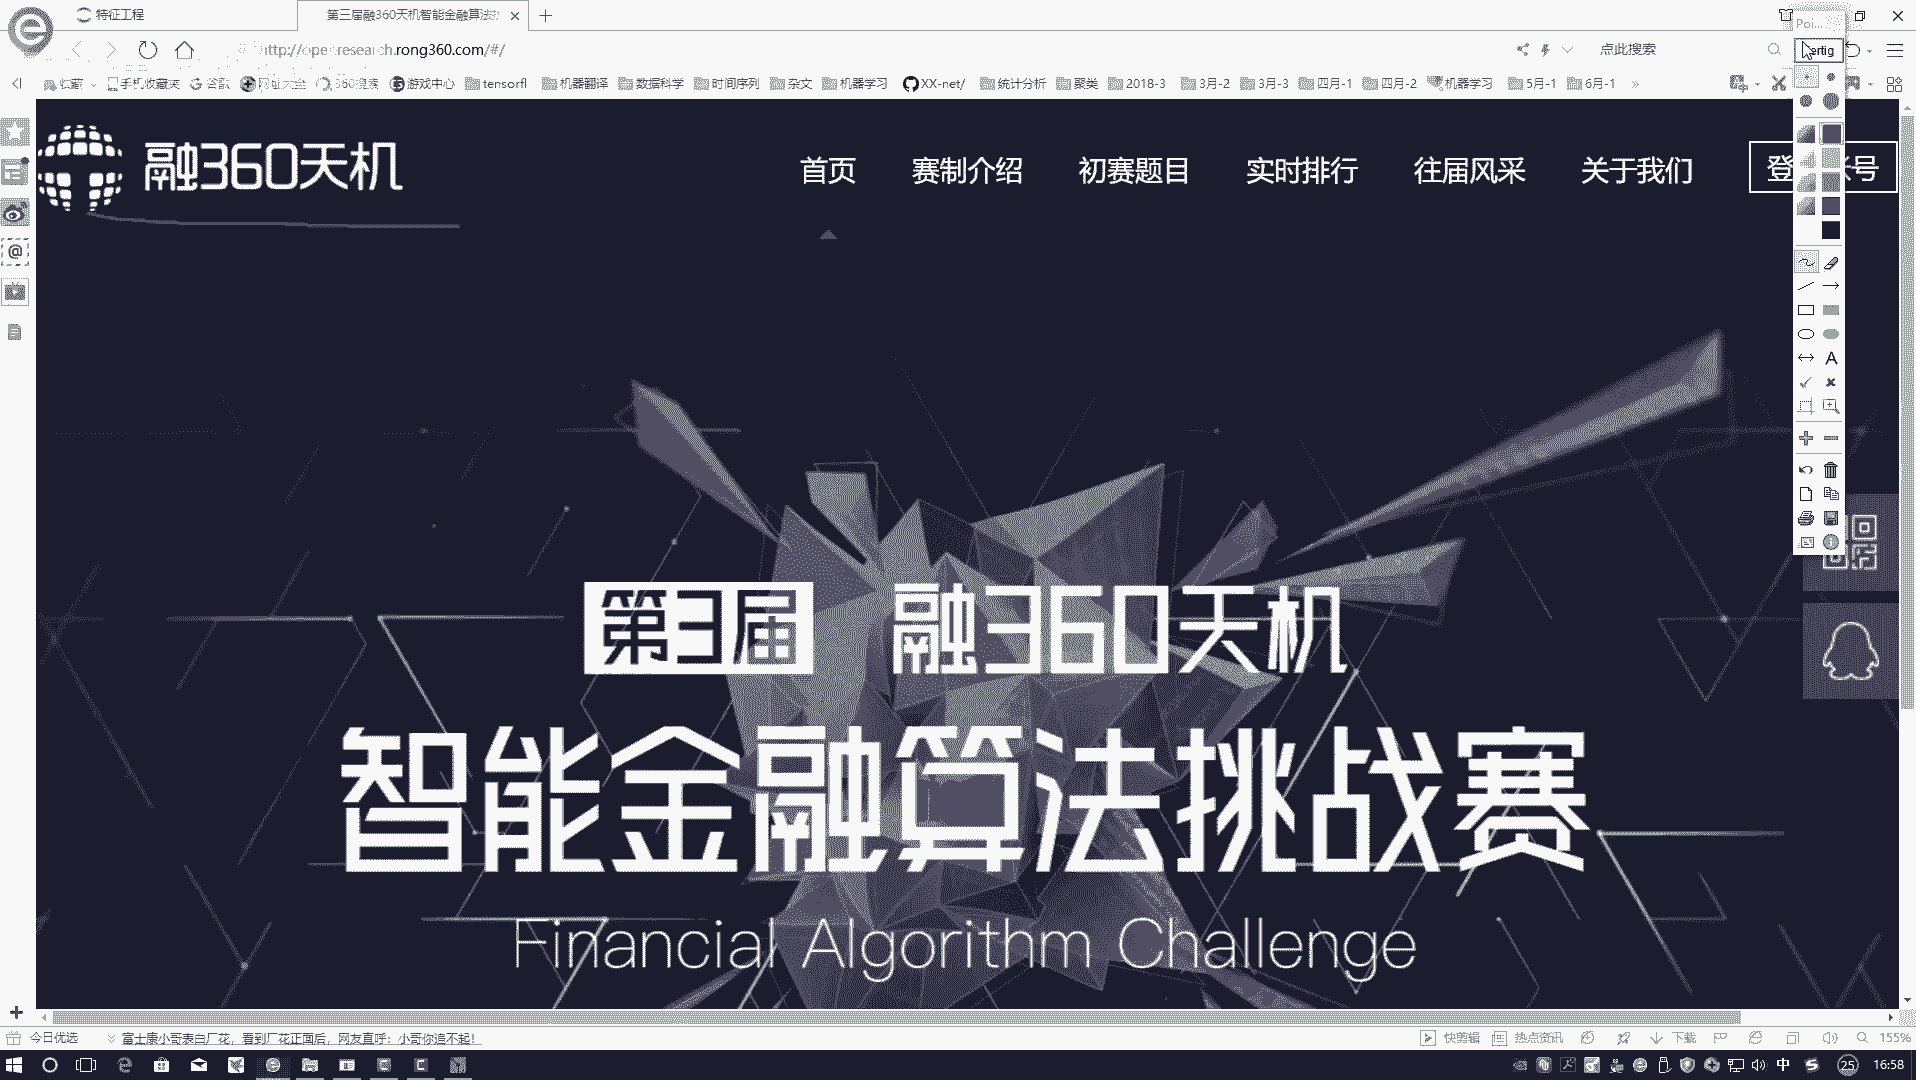 特征工程
第三届融360天机智能金融算法
rong360.com/#/
点此搜索
Poi...
ertig
收藏 手机收藏夹 谷歌 网址大全 360搜索 游戏中心 tensorfl 机器翻译 数据科学 时间序列 杂文 机器学习 XX-net/ 统计分析 聚类 2018-3 3月-2 3月-3 四月-1 四月-2 机器学习 5月-1 6月-1 »
融360天机
首页 赛制介绍 初赛题目 实时排行 往届风采 关于我们 登 号
第3届 融360天机
智能金融算法挑战赛
Financial Algorithm Challenge
今日优选 富士康小哥表白厂花，看到厂花正面后，网友直呼：小哥你追不起！ 快剪辑 热点资讯 下载 155%
中 25 16:58